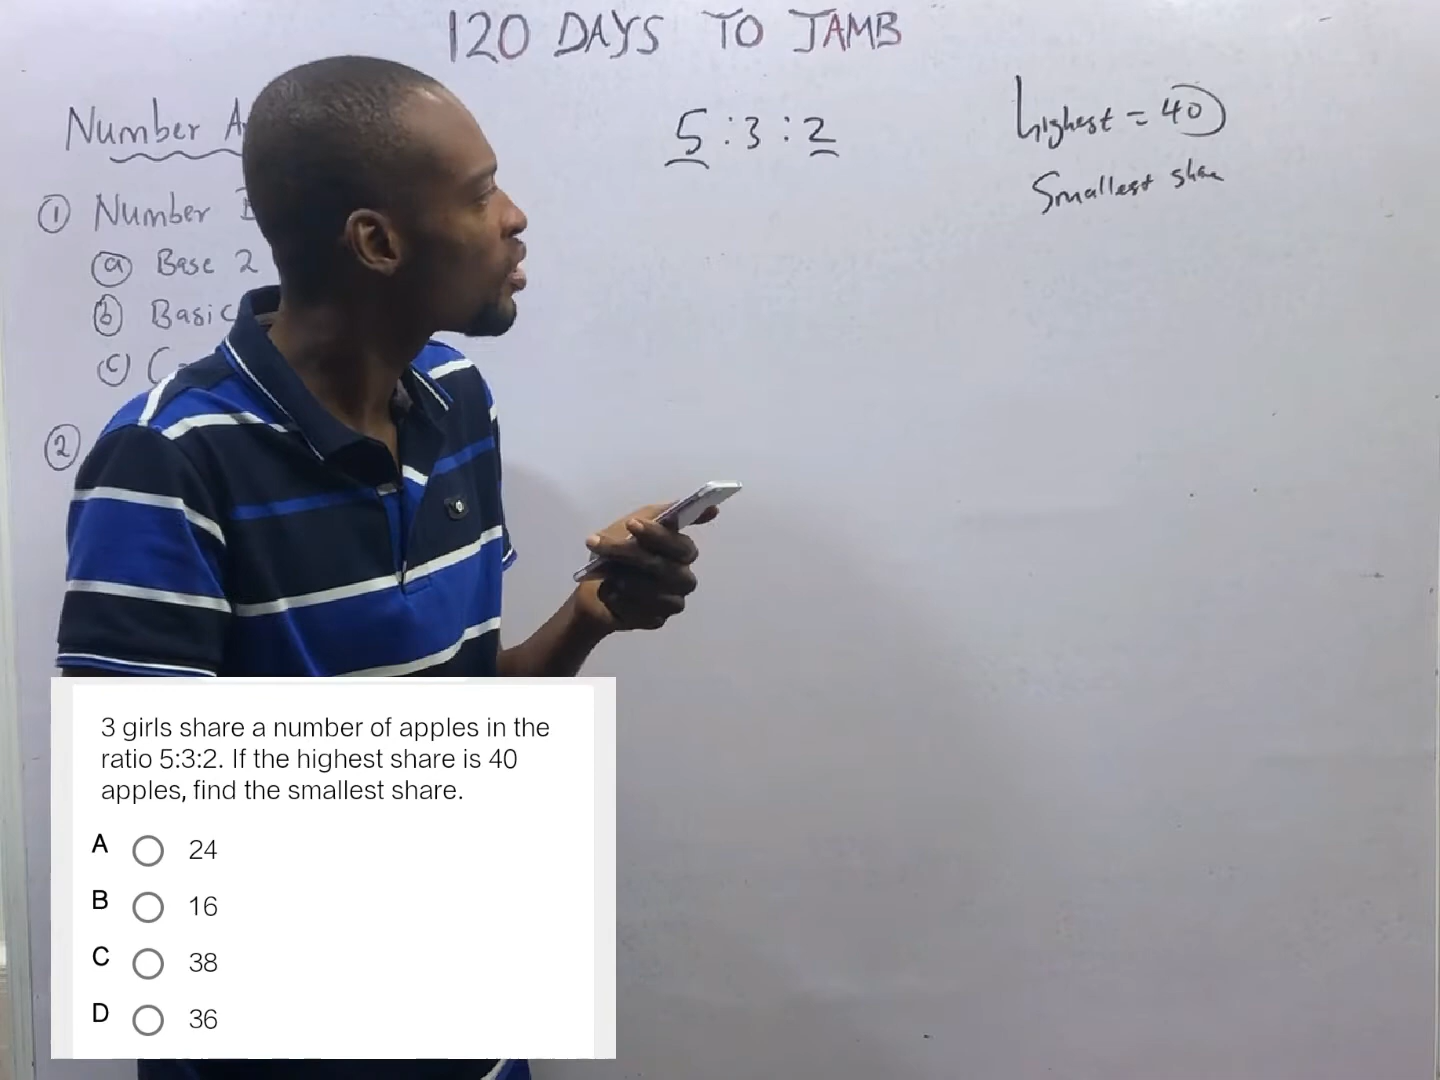 120 DAYS TO JAMB
Number
① Number
ⓐ Base 2
ⓑ Basic
ⓒ
②
5:3:2
highest = 40
Smallest share
3 girls share a number of apples in the
ratio 5:3:2. If the highest share is 40
apples, find the smallest share.
A 24
B 16
C 38
D 36